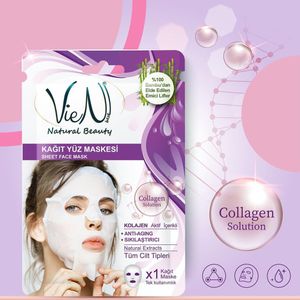 VieN
Natural Beauty
%100
Bambu'dan
Elde Edilen
Emici Lifler
KAĞIT YÜZ MASKESİ
SHEET FACE MASK
Collagen
Solution
KOLAJEN Aktif İçerikli
• ANTI-AGING
• SIKILAŞTIRICI
Natural Extracts
Tüm Cilt Tipleri
x1 Kağıt
Maske
Tek kullanımlık
Collagen
Solution